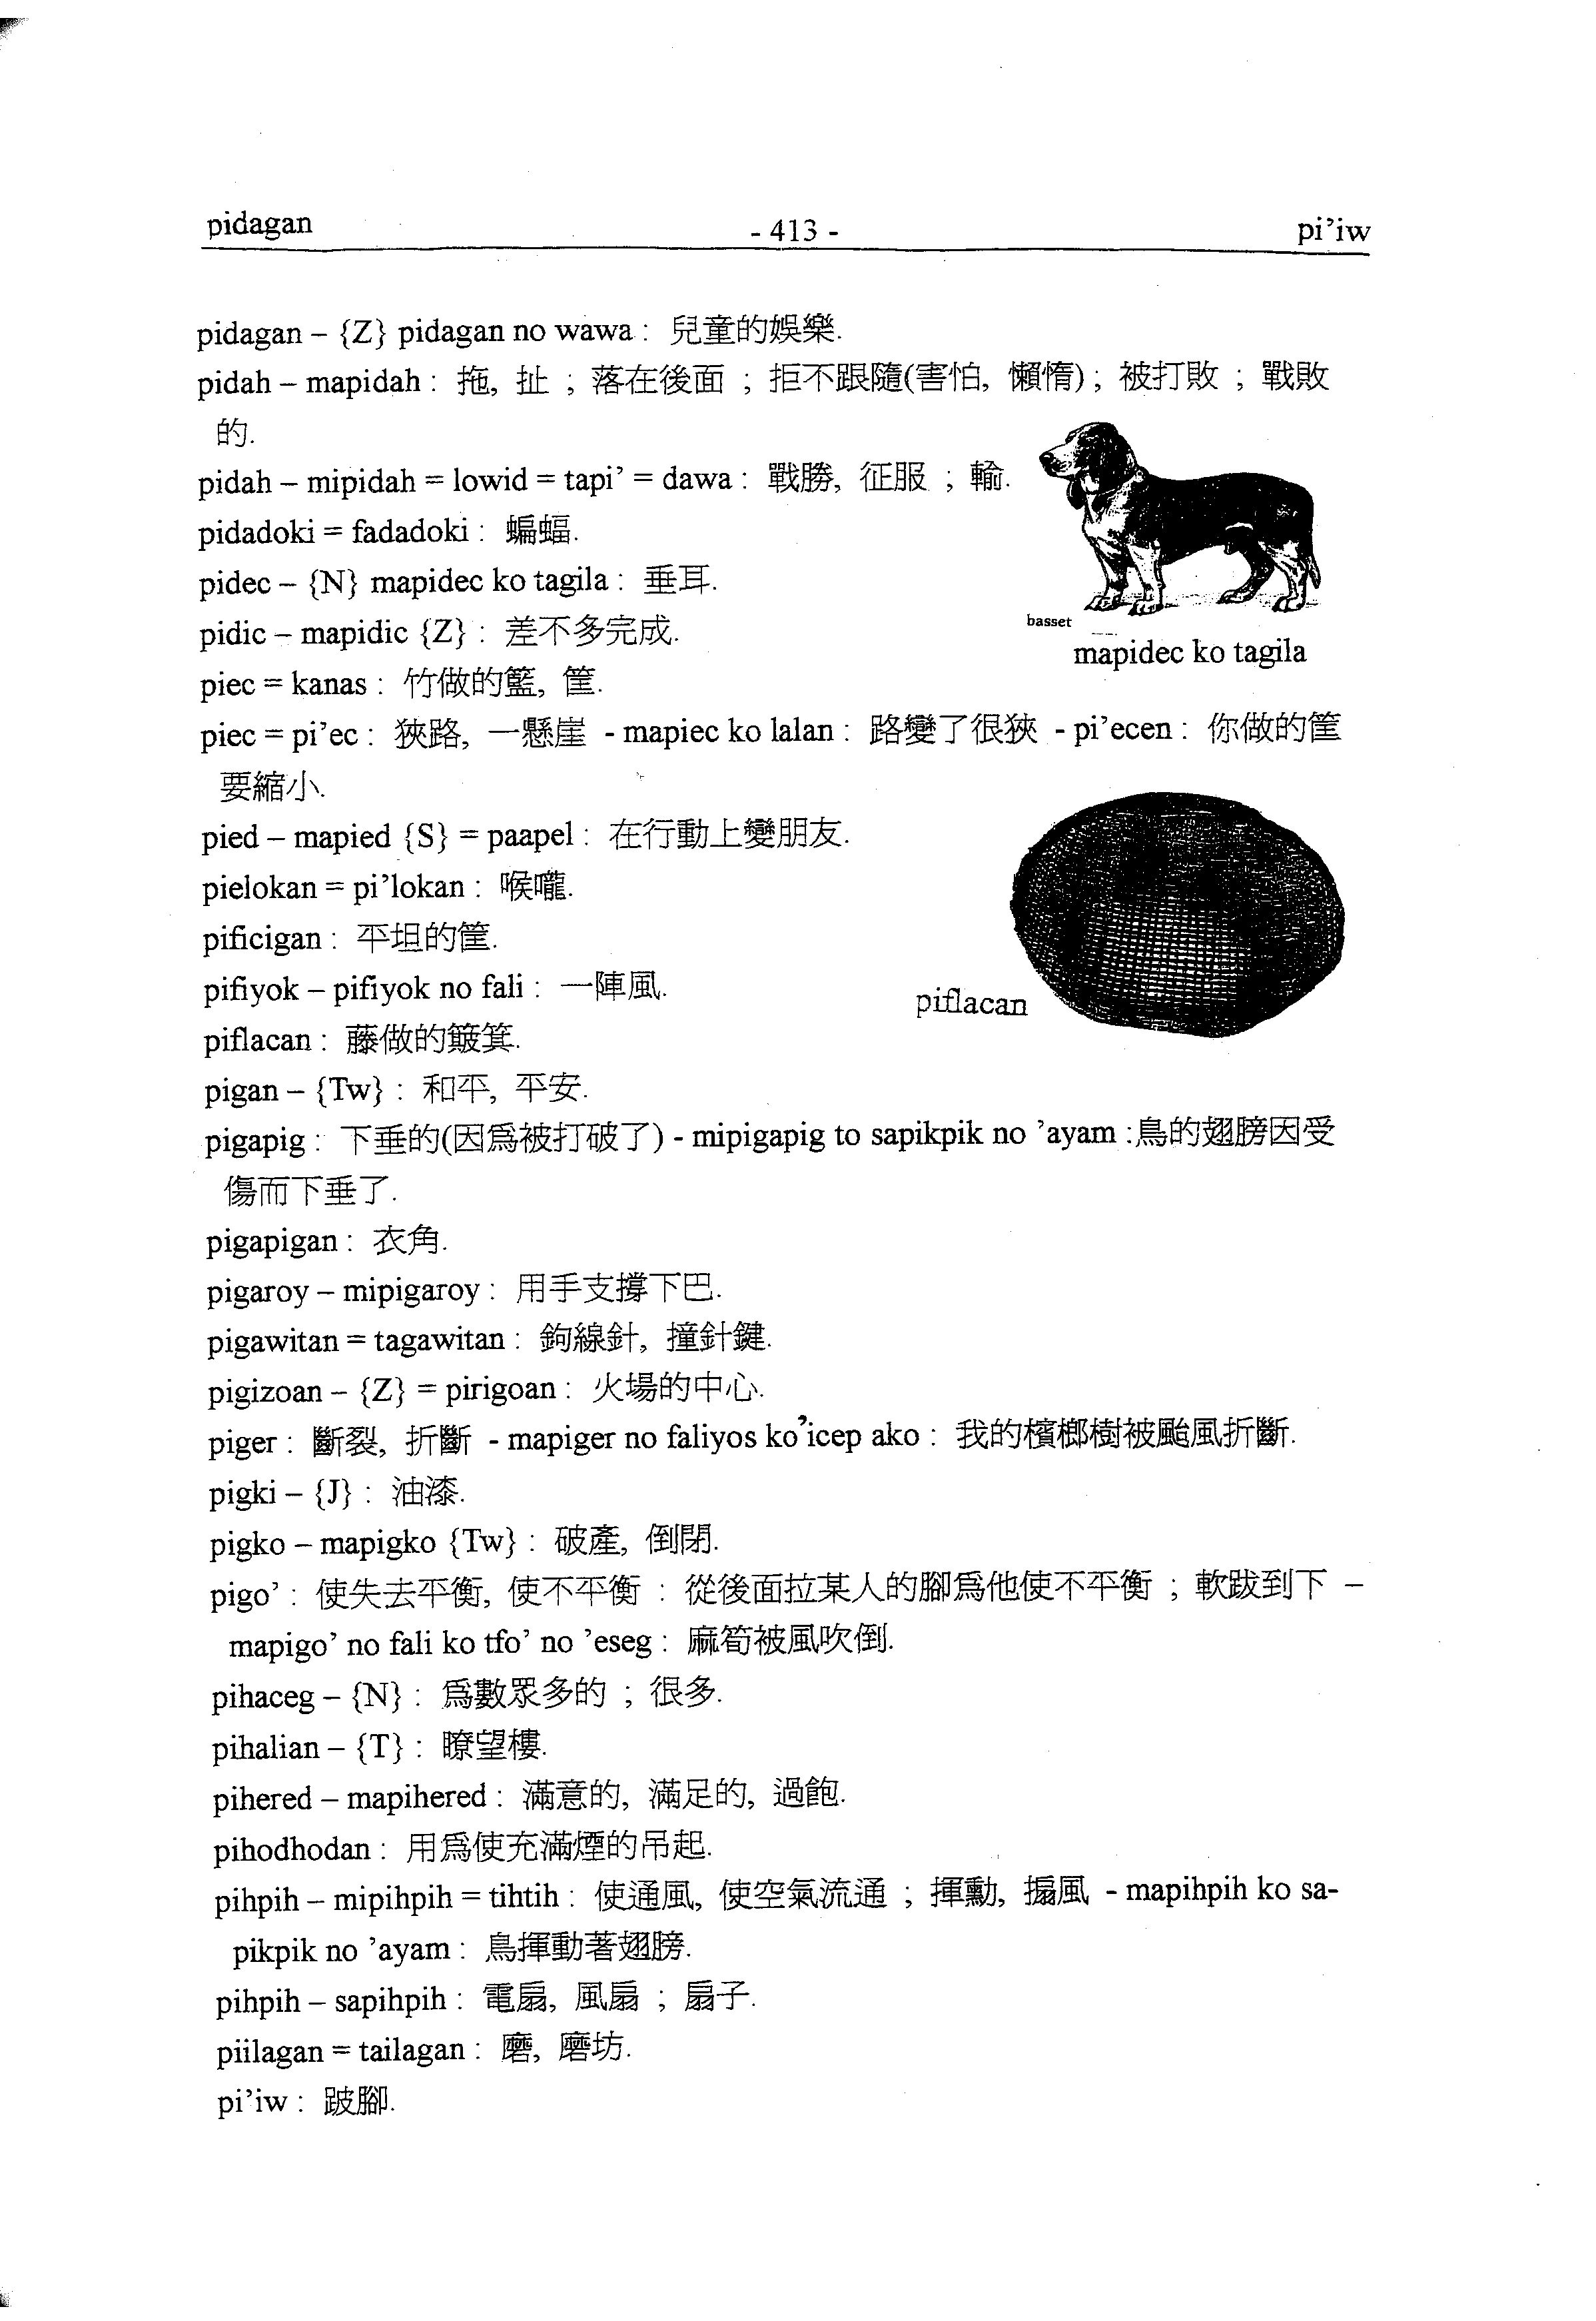 pidagan - 413 - pi’iw
pidagan – {Z} pidagan no wawa : 兒童的娛樂.
pidah – mapidah : 拖, 扯 ; 落在後面 ; 拒不跟隨(害怕, 懶惰) ; 被打敗 ; 戰敗
的.
pidah – mipidah = lowid = tapi’ = dawa : 戰勝, 征服 ; 輸.
pidadoki = fadadoki : 蝙蝠.
pidec – {N} mapidec ko tagila : 垂耳.
basset
pidic – mapidic {Z} : 差不多完成.
mapidec ko tagila
piec = kanas : 竹做的籃, 筐.
piec = pi’ec : 狹路, 一懸崖 - mapiec ko lalan : 路變了很狹 - pi’ecen : 你做的筐
要縮小.
pied – mapied {S} = paapel : 在行動上變朋友.
pielokan = pi’lokan : 喉嚨.
pificigan : 平坦的筐.
pifiyok – pifiyok no fali : 一陣風.
piflacan
piflacan : 藤做的簸箕.
pigan – {Tw} : 和平, 平安.
pigapig : 下垂的(因爲被打破了) - mipigapig to sapikpik no ’ayam :鳥的翅膀因受
傷而下垂了.
pigapigan : 衣角.
pigaroy – mipigaroy : 用手支撐下巴.
pigawitan = tagawitan : 鉤線針, 撞針鍵.
pigizoan – {Z} = pirigoan : 火場的中心.
piger : 斷裂, 折斷 - mapiger no faliyos ko’icep ako : 我的檳榔樹被颱風折斷.
pigki – {J} : 油漆.
pigko – mapigko {Tw} : 破產, 倒閉.
pigo’ : 使失去平衡, 使不平衡 : 從後面拉某人的腳爲他使不平衡 ; 軟跋到下 –
mapigo’ no fali ko tfo’ no ’eseg : 麻筍被風吹倒.
pihaceg – {N} : 爲數眾多的 ; 很多.
pihalian – {T} : 瞭望樓.
pihered – mapihered : 滿意的, 滿足的, 過飽.
pihodhodan : 用爲使充滿煙的吊起.
pihpih – mipihpih = tihtih : 使通風, 使空氣流通 ; 揮動, 搧風 - mapihpih ko sa-
pikpik no ’ayam : 鳥揮動著翅膀.
pihpih – sapihpih : 電扇, 風扇 ; 扇子.
piilagan = tailagan : 磨, 磨坊.
pi’iw : 跛腳.